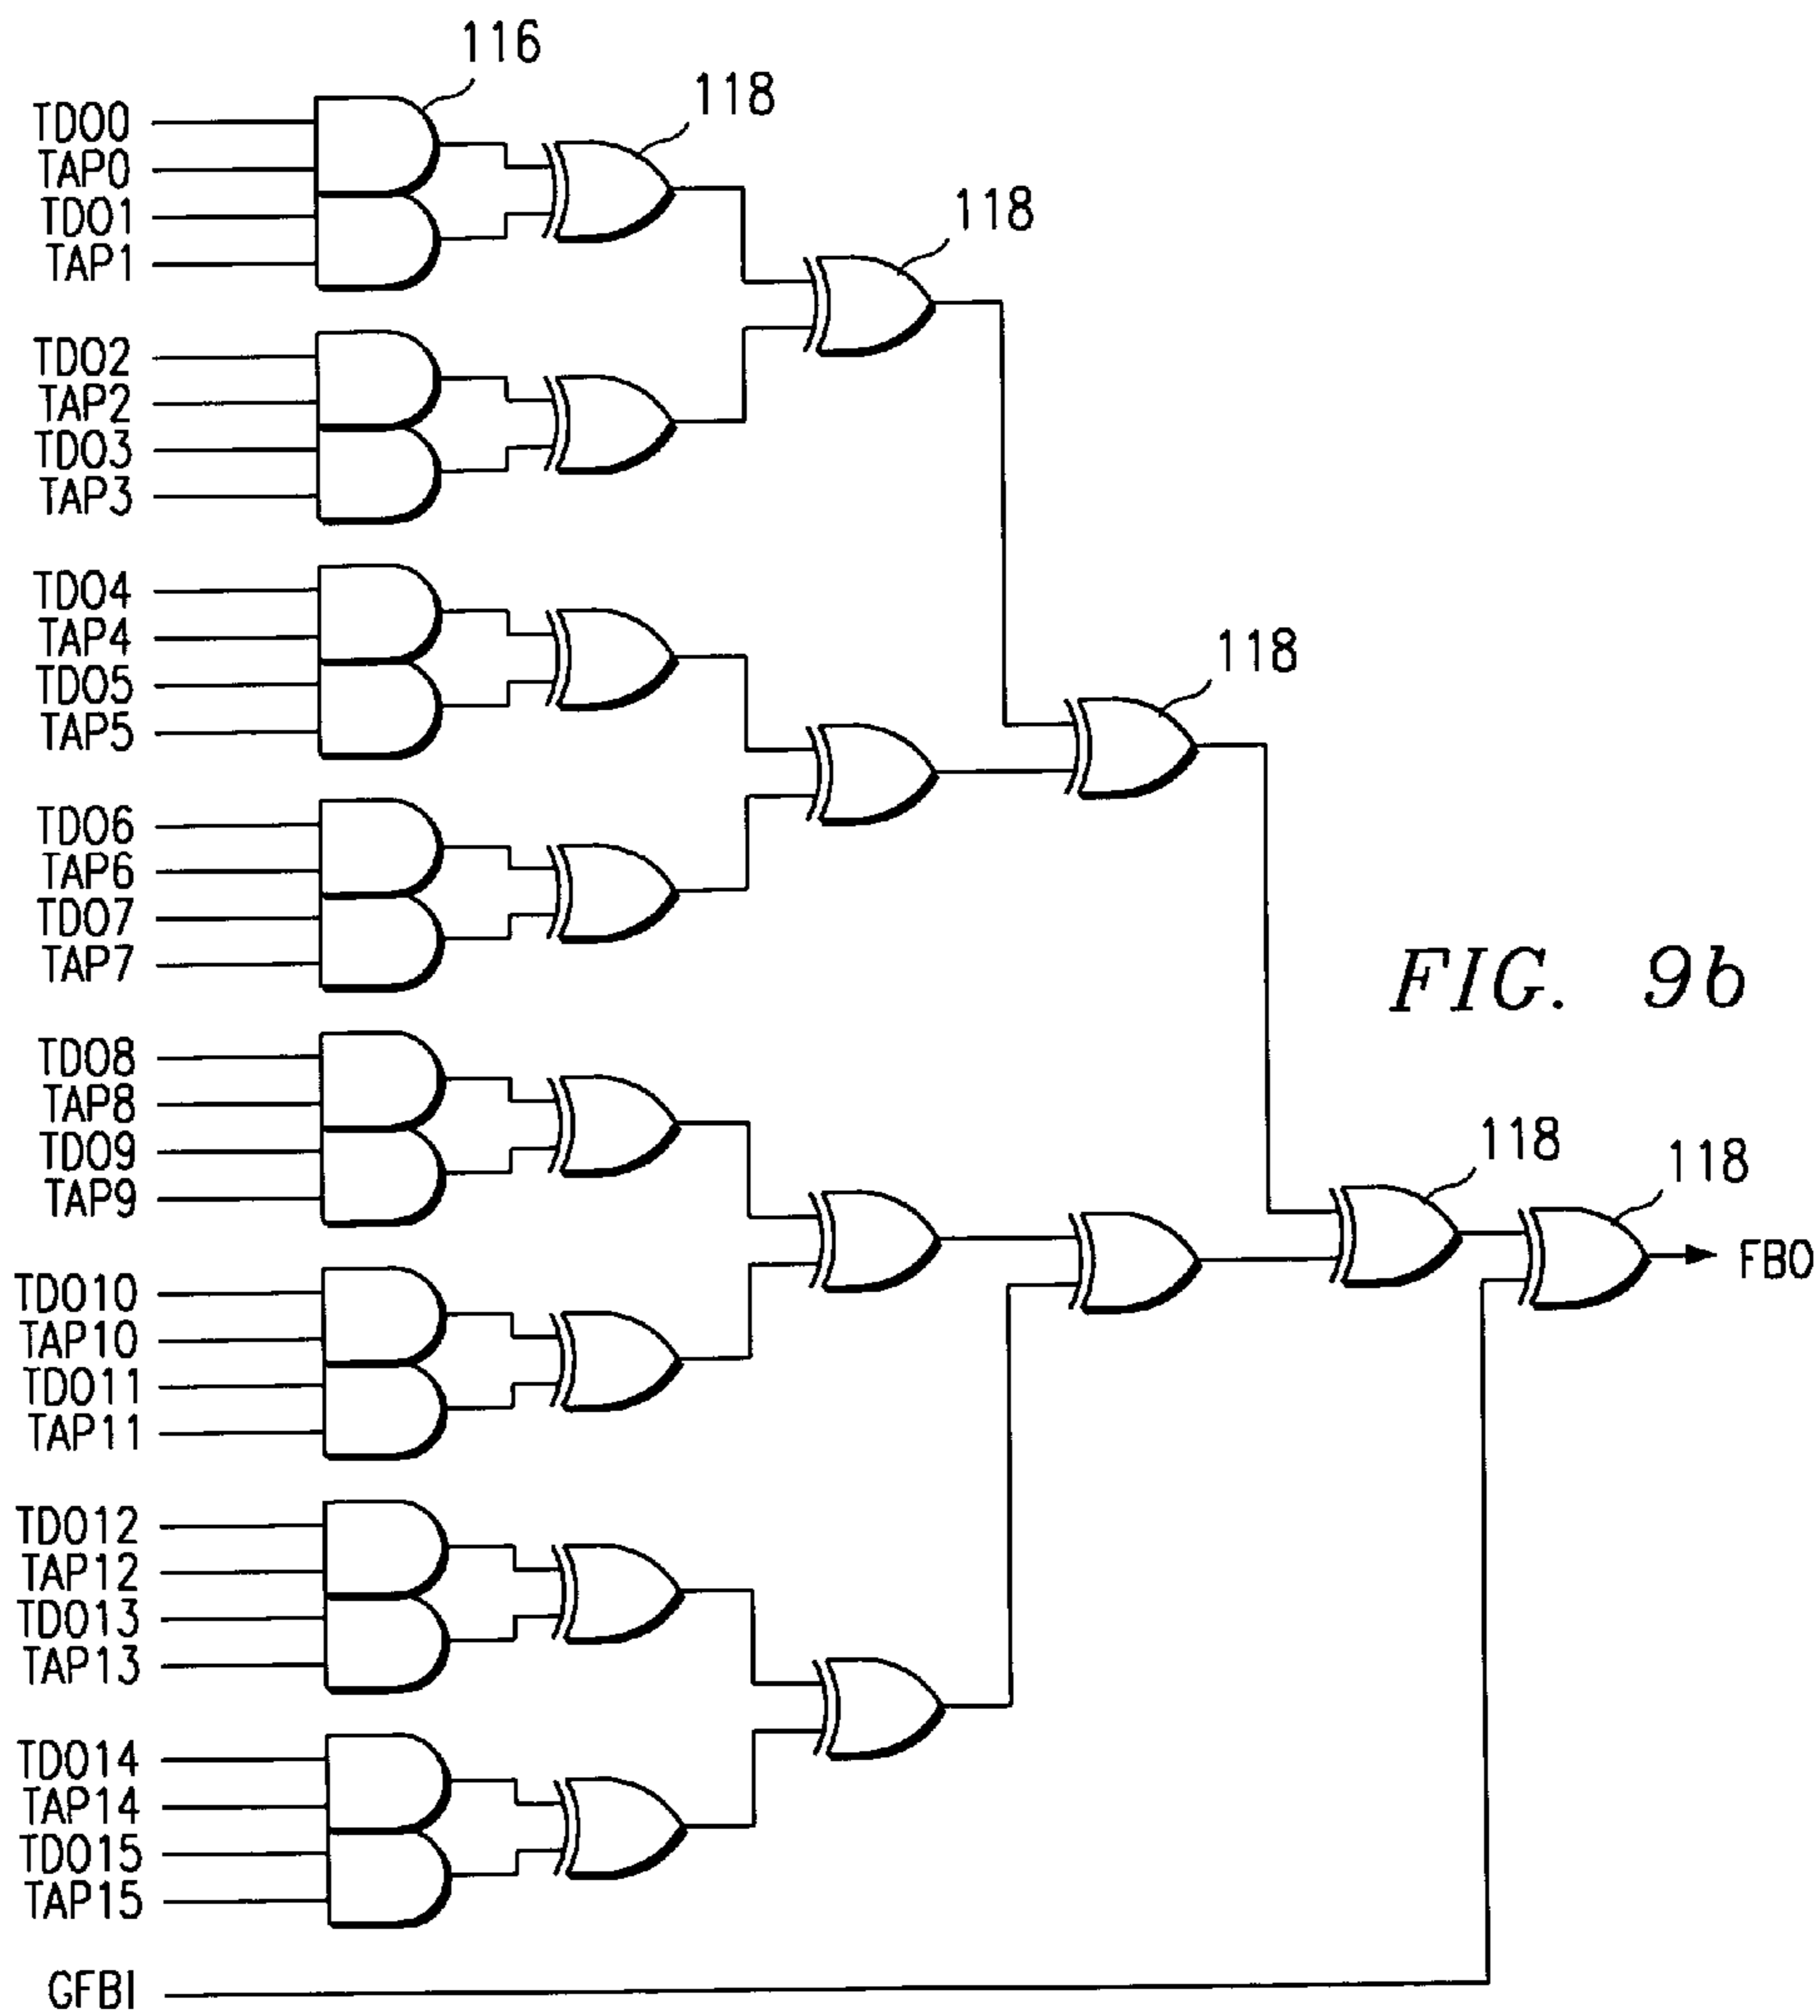 116
118
118
TDO0
TAP0
TDO1
TAP1
TDO2
TAP2
TDO3
TAP3
TDO4
TAP4
TDO5
TAP5
118
TDO6
TAP6
TDO7
TAP7
FIG. 9b
TDO8
TAP8
TDO9
TAP9
118
118
FBO
TDO10
TAP10
TDO11
TAP11
TDO12
TAP12
TDO13
TAP13
TDO14
TAP14
TDO15
TAP15
GFBI